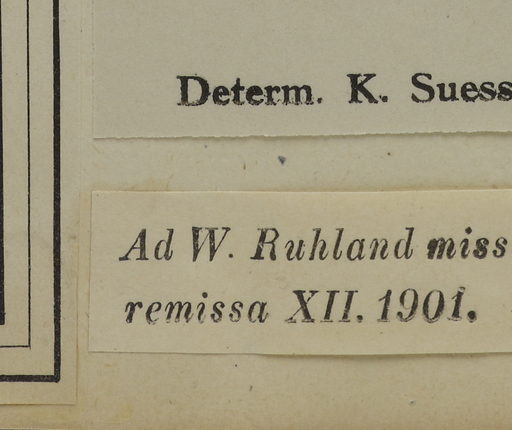 Determ. K. Suess
Ad W. Ruhland miss
remissa XII. 1901.